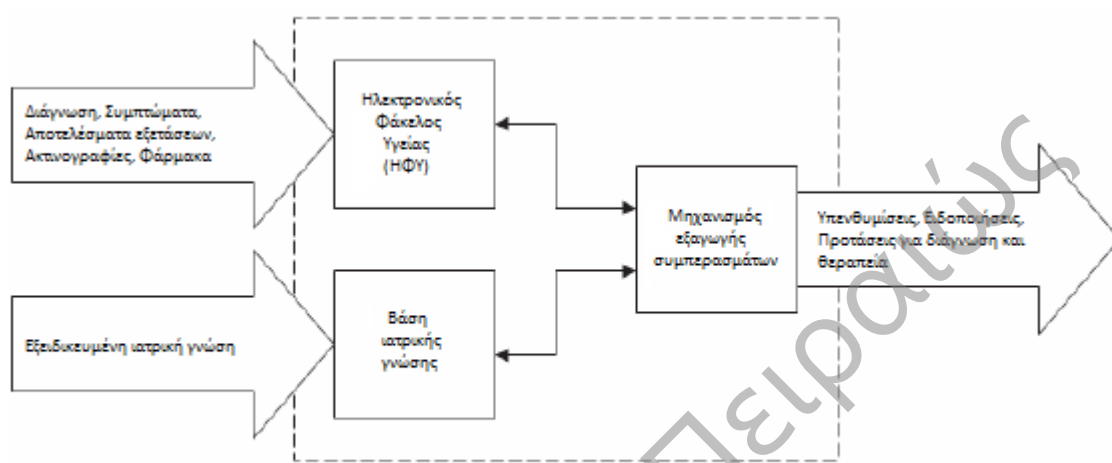 Διάγνωση, Συμπτώματα,
Αποτελέσματα εξετάσεων,
Ακτινογραφίες, Φάρμακα
Ηλεκτρονικός
Φάκελος
Υγείας
(ΗΦΥ)
Μηχανισμός
εξαγωγής
συμπερασμάτων
Υπενθυμίσεις, Ειδοποιήσεις,
Προτάσεις για διάγνωση και
θεραπεία
Εξειδικευμένη ιατρική γνώση
Βάση
ιατρικής
γνώσης
Πειραιώς